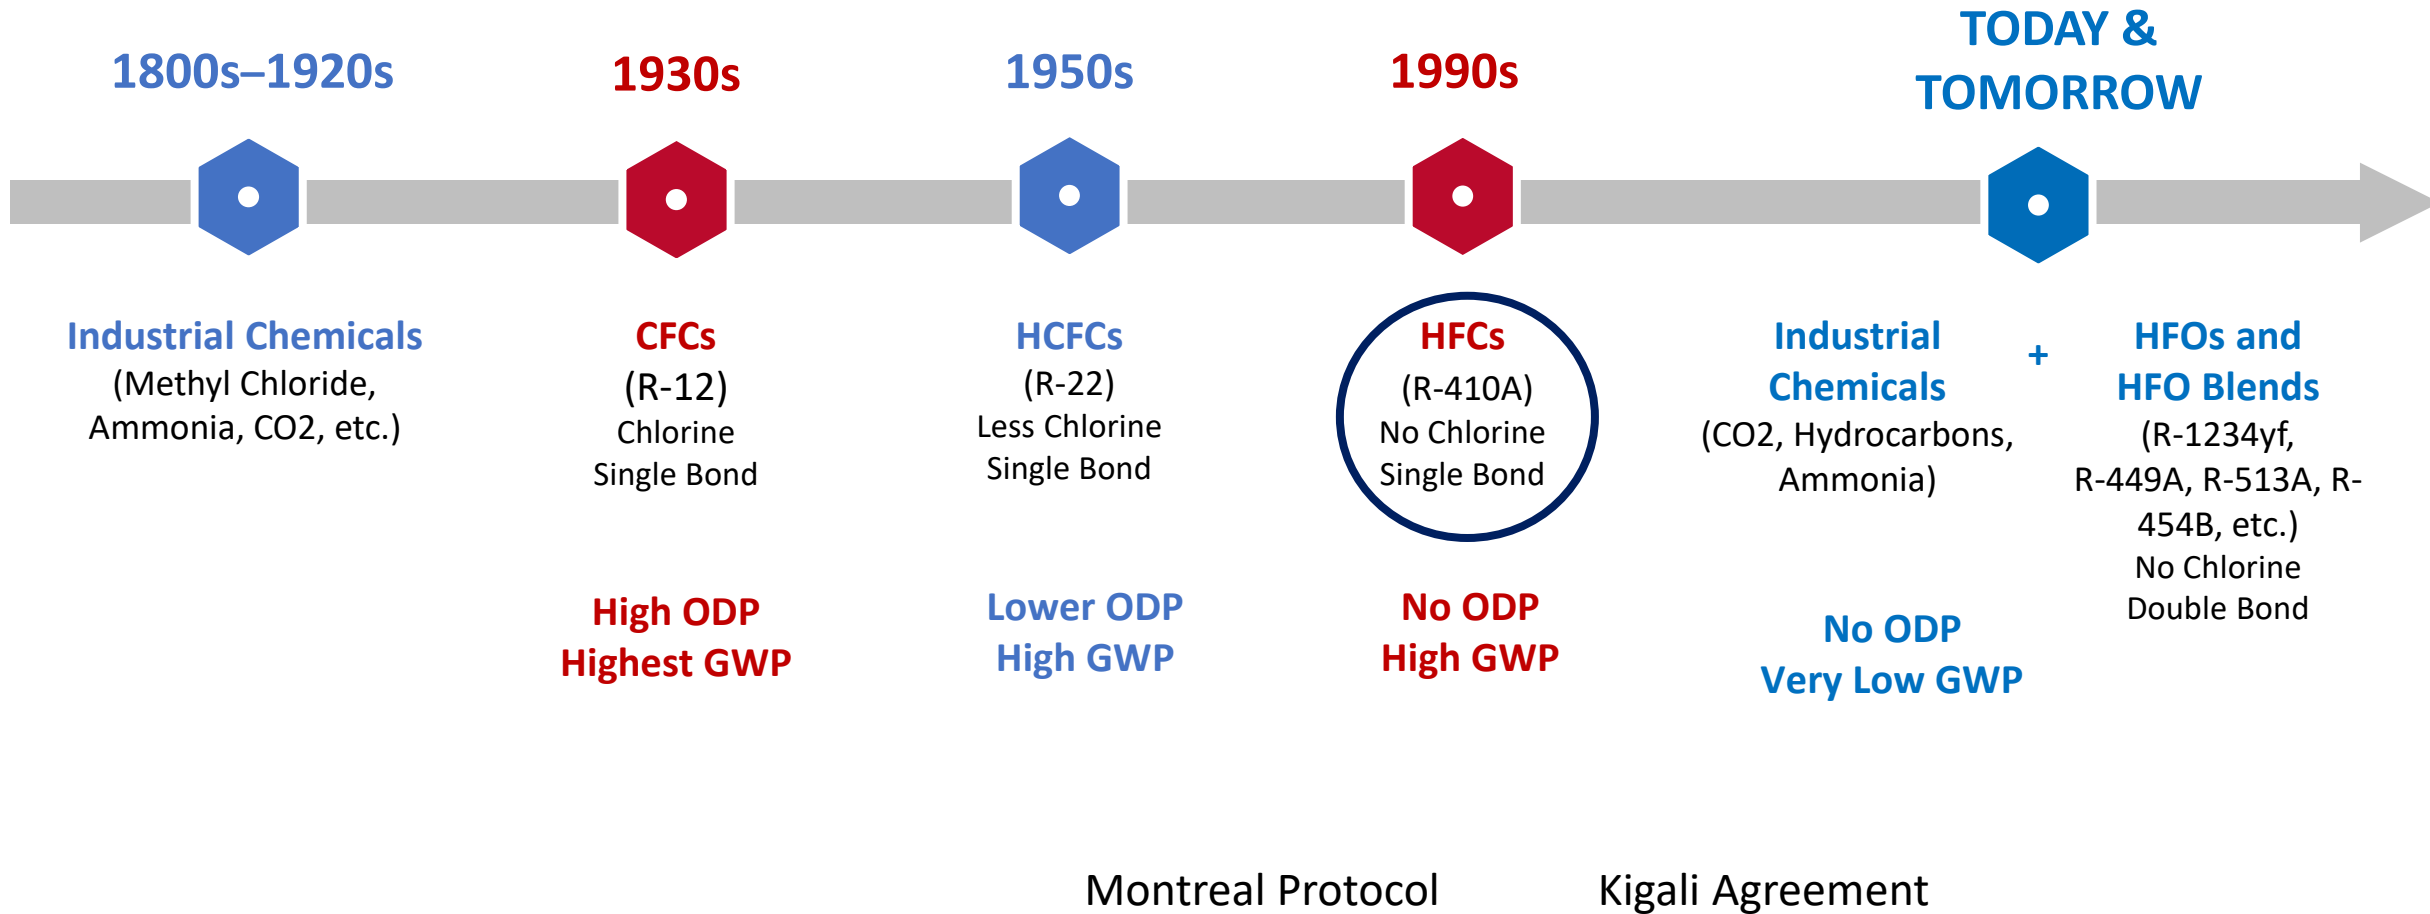 1800s–1920s
Industrial Chemicals
(Methyl Chloride,
Ammonia, CO2, etc.)
1930s
CFCs
(R-12)
Chlorine
Single Bond
High ODP
Highest GWP
1950s
HCFCs
(R-22)
Less Chlorine
Single Bond
Lower ODP
High GWP
1990s
HFCs
(R-410A)
No Chlorine
Single Bond
No ODP
High GWP
TODAY &
TOMORROW
Industrial
Chemicals
(CO2, Hydrocarbons,
Ammonia)
+
HFOs and
HFO Blends
(R-1234yf,
R-449A, R-513A, R-
454B, etc.)
No Chlorine
Double Bond
No ODP
Very Low GWP
Montreal Protocol
Kigali Agreement